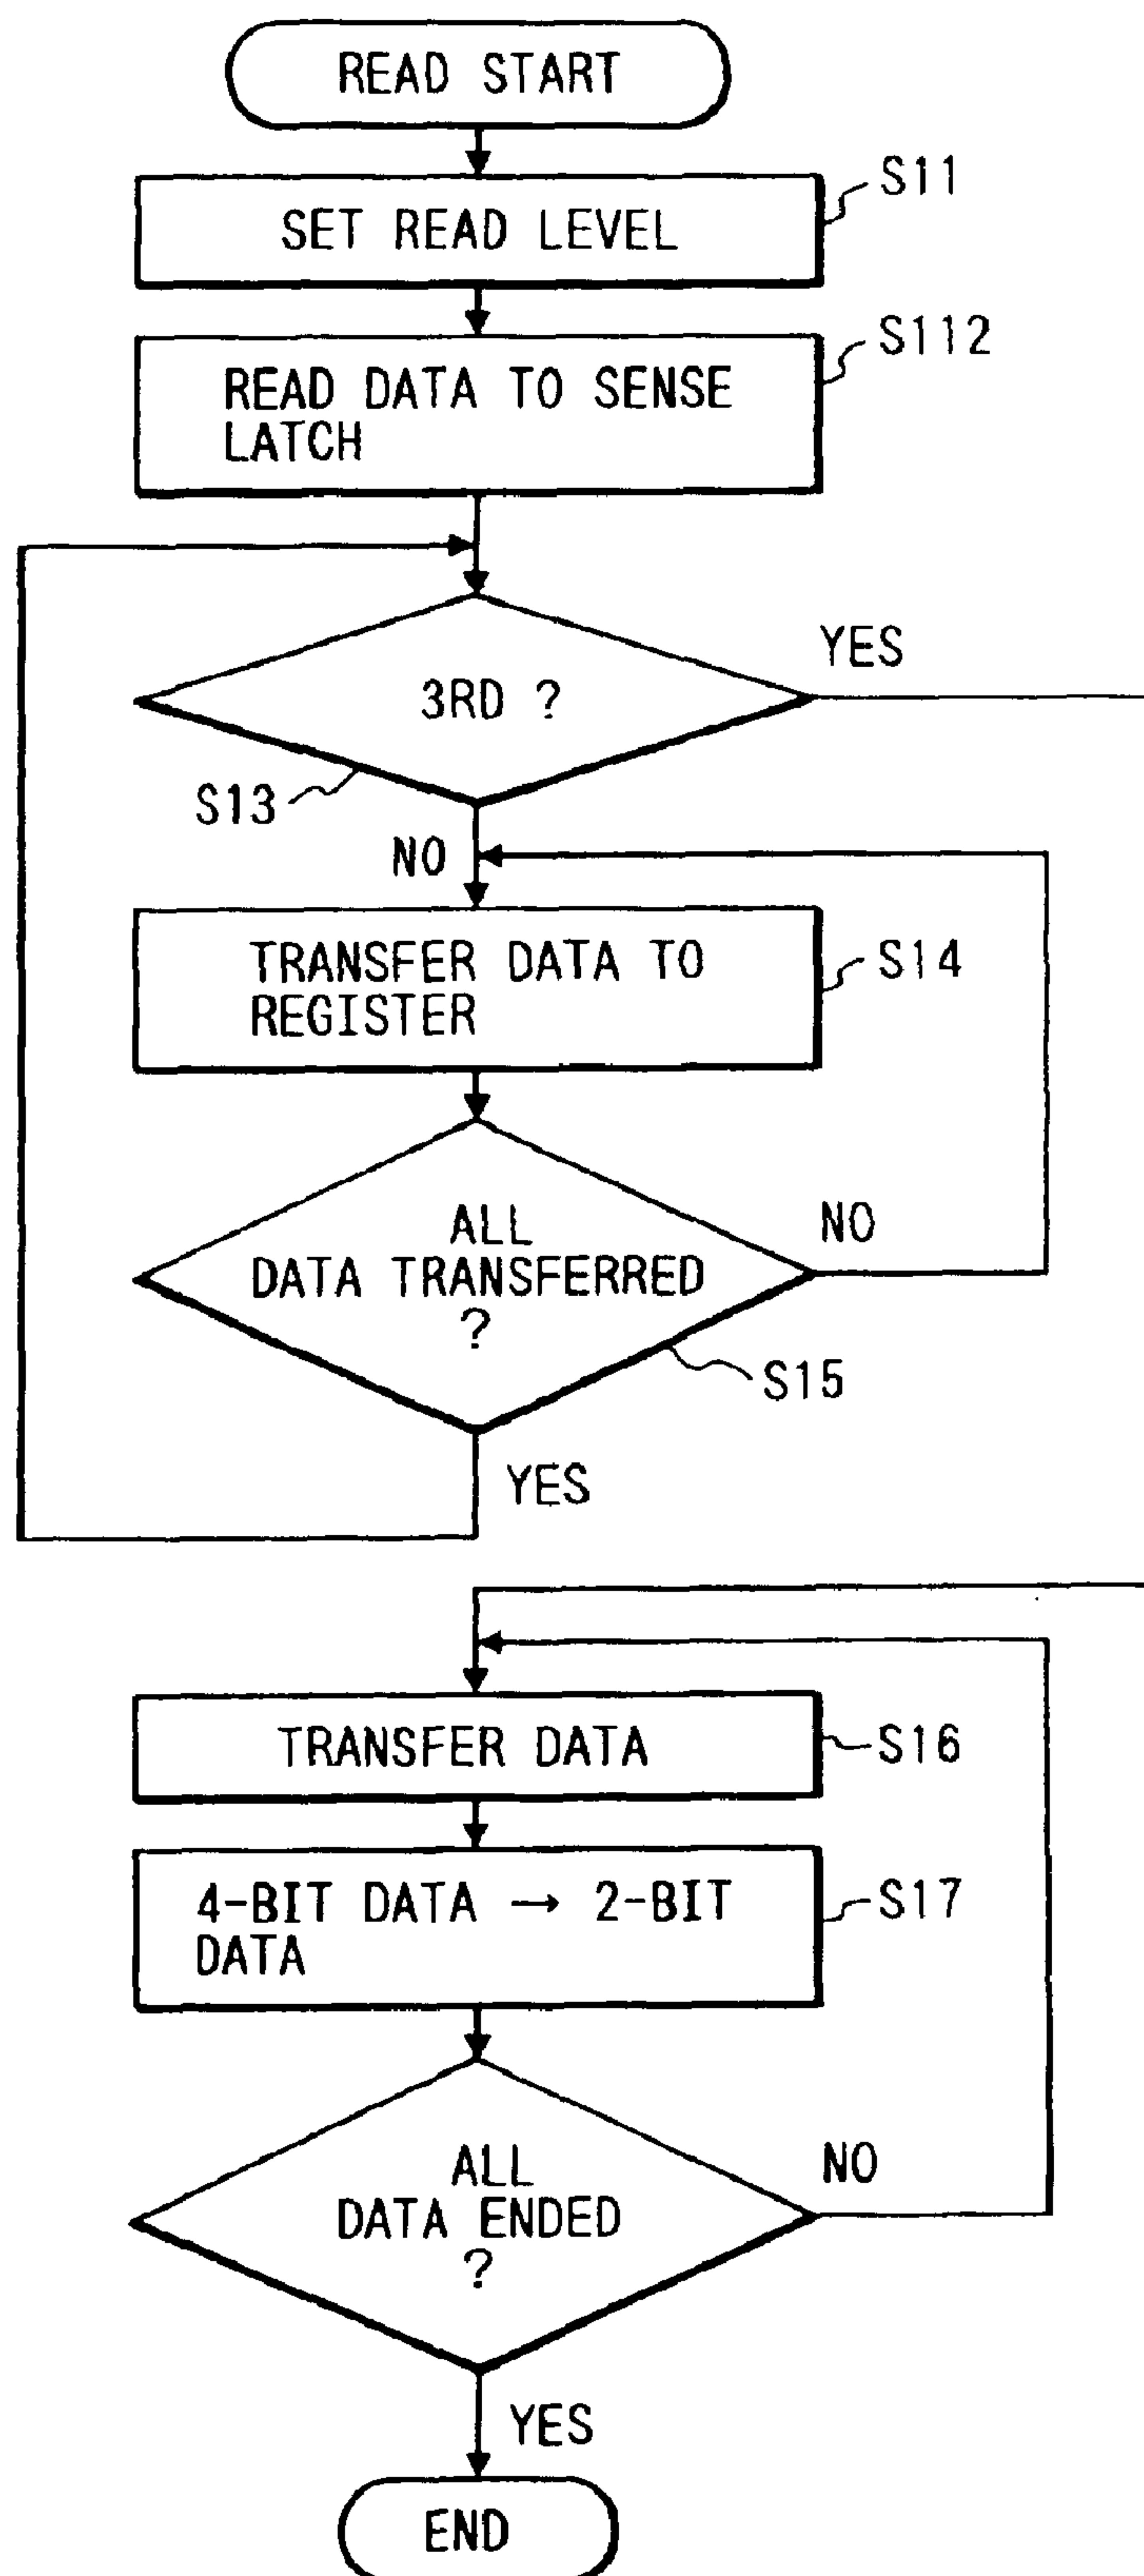 READ START
S11
SET READ LEVEL
S112
READ DATA TO SENSE
LATCH
YES
3RD ?
S13
NO
TRANSFER DATA TO
REGISTER
S14
ALL
DATA TRANSFERRED
?
NO
S15
YES
TRANSFER DATA
S16
4-BIT DATA → 2-BIT
DATA
S17
ALL
DATA ENDED
?
NO
YES
END